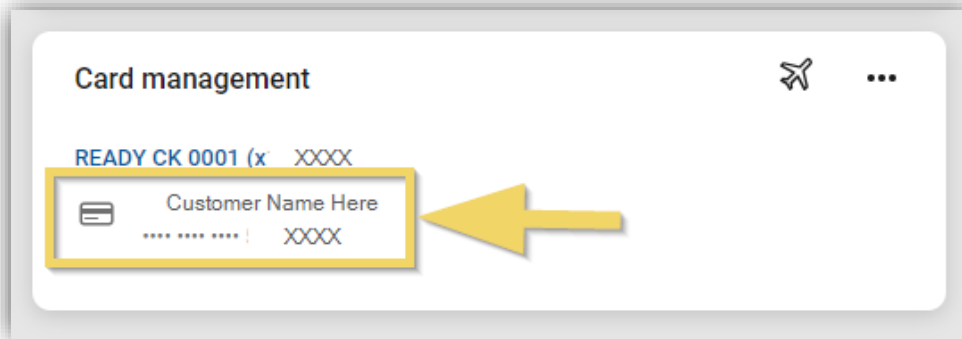 Card management
READY CK 0001 (x XXXX
Customer Name Here
•••• •••• •••• XXXX